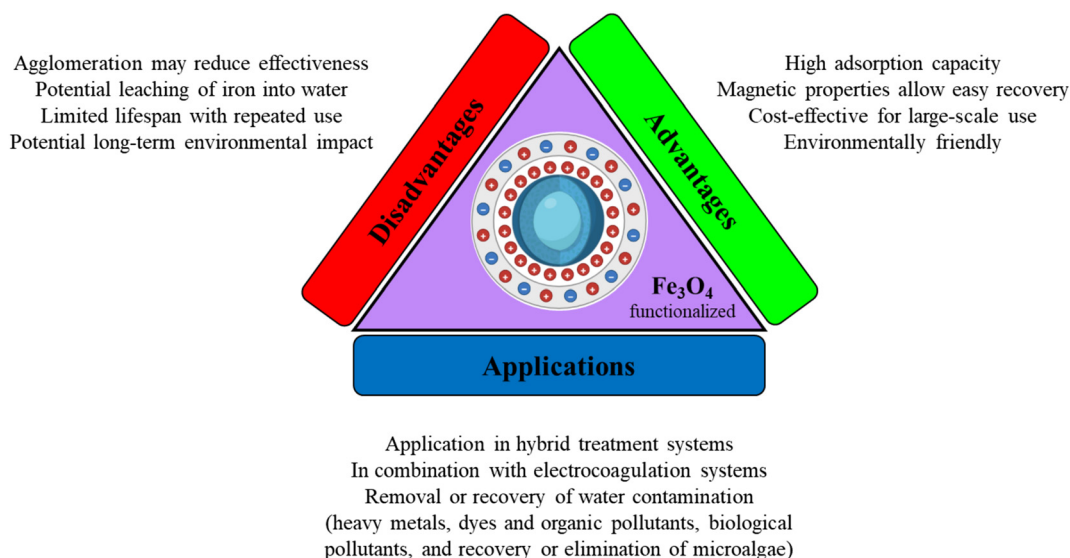 Agglomeration may reduce effectiveness
Potential leaching of iron into water
Limited lifespan with repeated use
Potential long-term environmental impact
Disadvantages
Advantages
High adsorption capacity
Magnetic properties allow easy recovery
Cost-effective for large-scale use
Environmentally friendly
Fe₃O₄
functionalized
Applications
Application in hybrid treatment systems
In combination with electrocoagulation systems
Removal or recovery of water contamination
(heavy metals, dyes and organic pollutants, biological
pollutants, and recovery or elimination of microalgae)